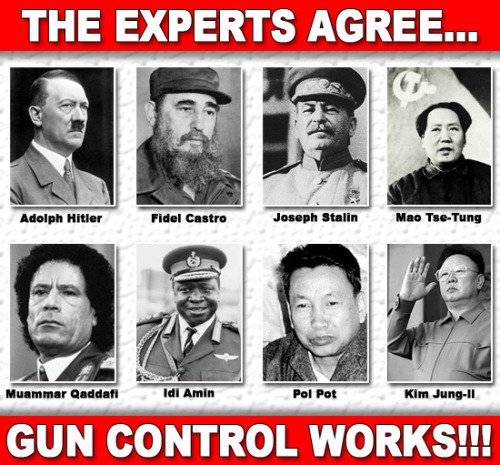 THE EXPERTS AGREE...
Adolph Hitler
Fidel Castro
Joseph Stalin
Mao Tse-Tung
Muammar Qaddafi
Idi Amin
Pol Pot
Kim Jung-Il
GUN CONTROL WORKS!!!